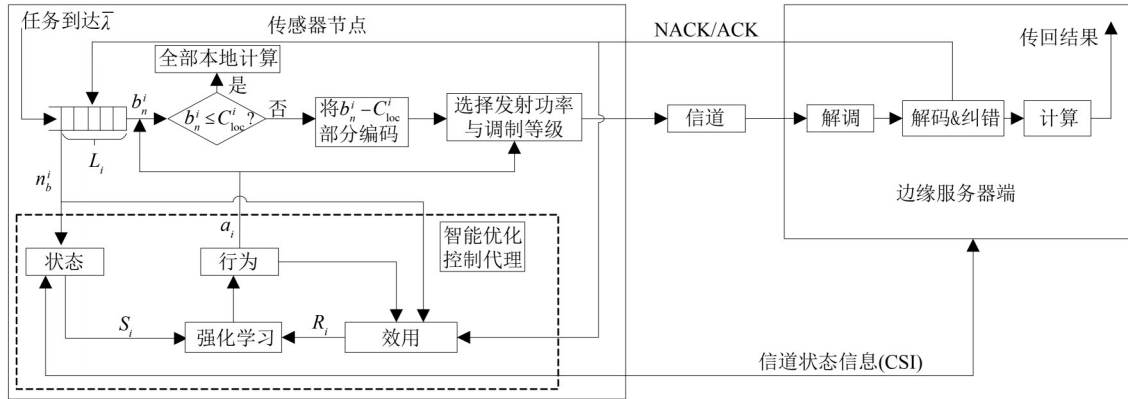 任务到达λ̅
传感器节点
NACK/ACK
传回结果
全部本地计算
是
b_n^i
b_n^i ≤ C_loc^i?
否
将b_n^i − C_loc^i
部分编码
选择发射功率
与调制等级
信道
解调
解码&纠错
计算
L_i
n_b^i
边缘服务器端
a_i
智能优化
控制代理
状态
行为
S_i
强化学习
R_i
效用
信道状态信息(CSI)